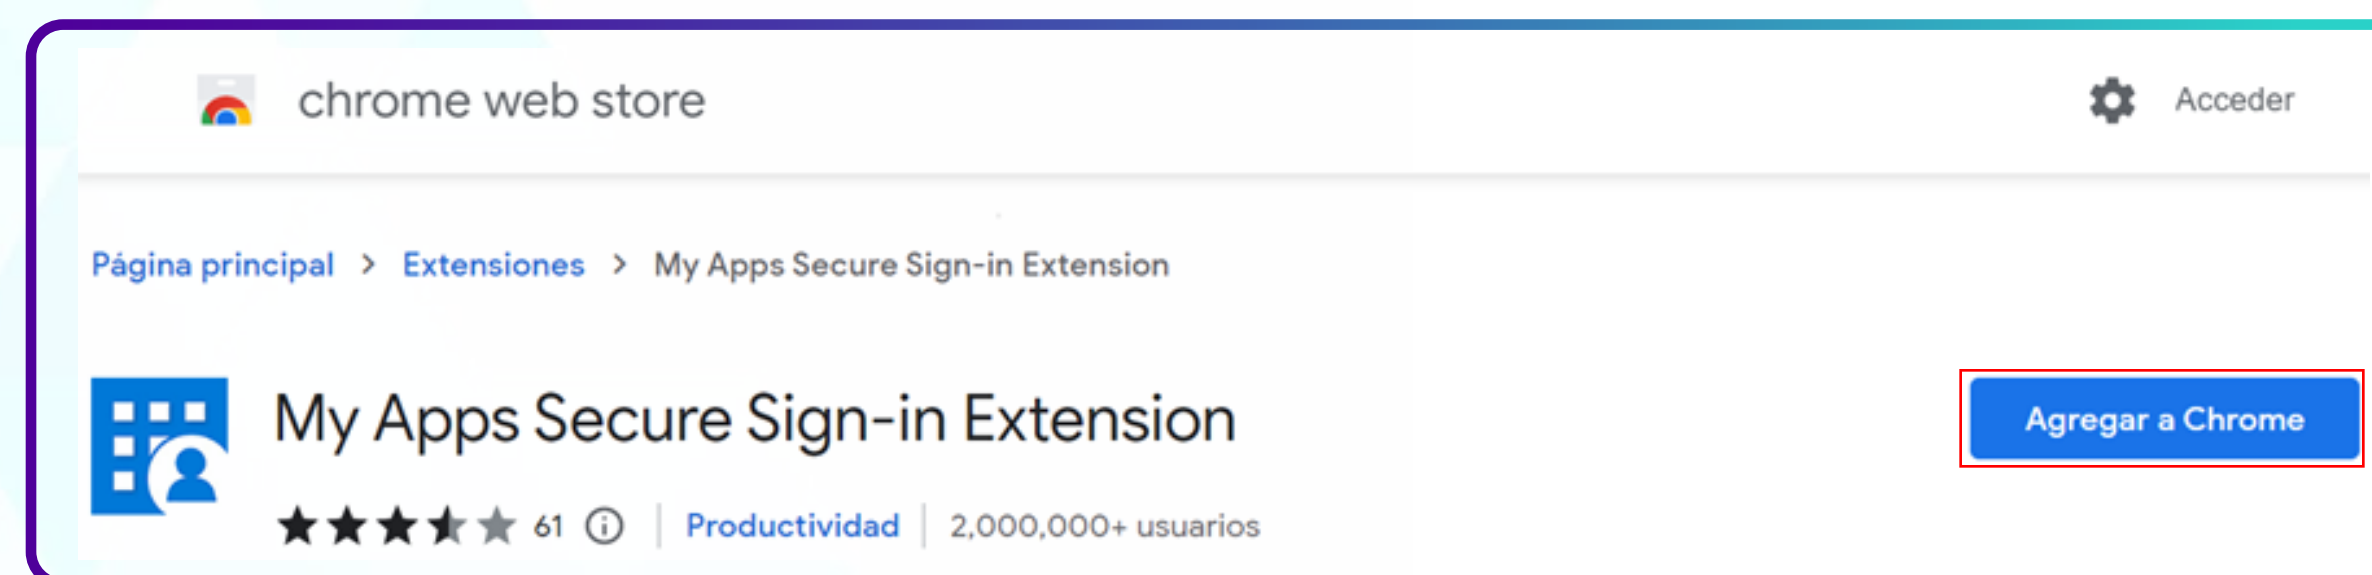 chrome web store
Acceder
Página principal > Extensiones > My Apps Secure Sign-in Extension
My Apps Secure Sign-in Extension
Agregar a Chrome
61 | Productividad | 2,000,000+ usuarios